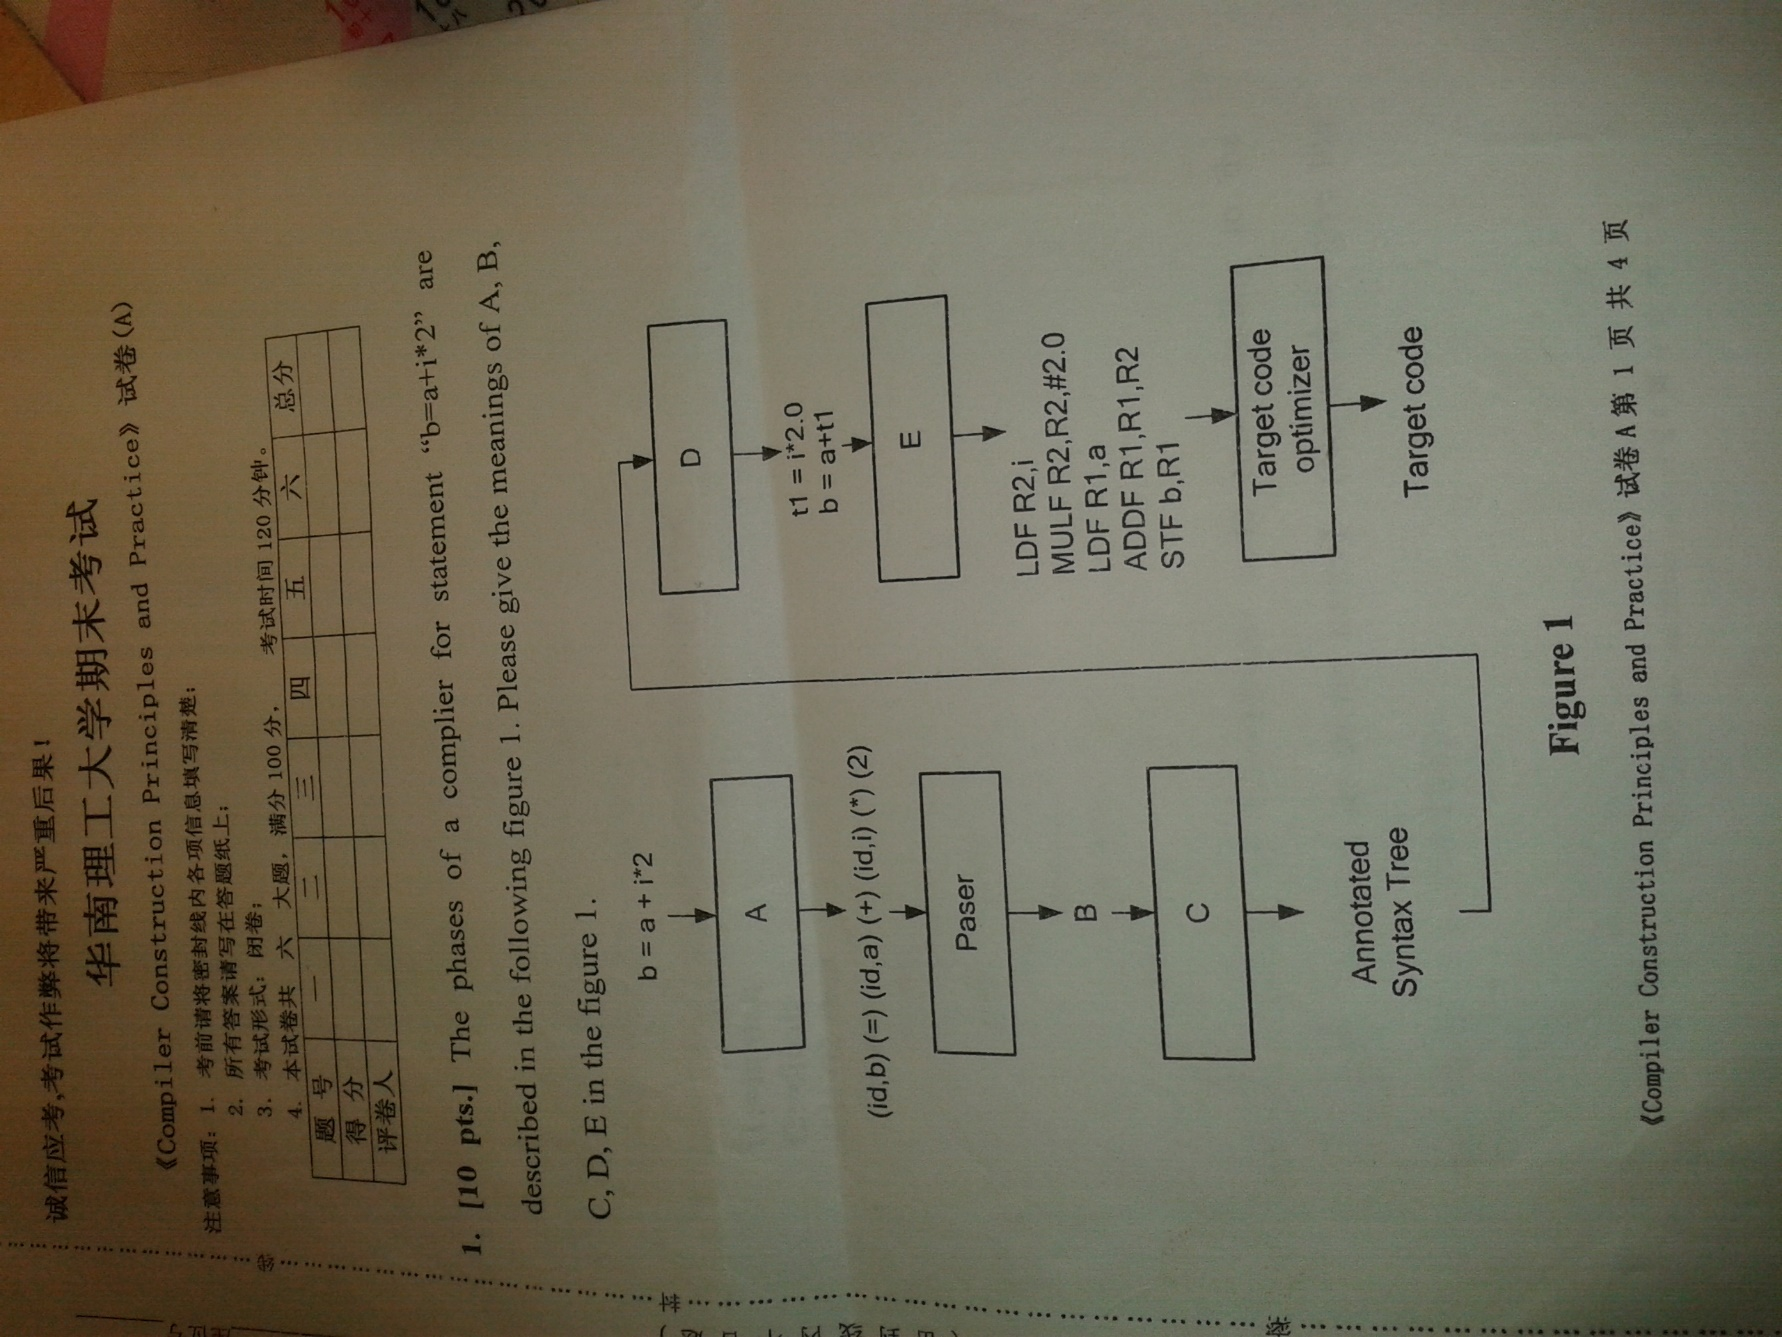 诚信应考,考试作弊将带来严重后果!
华南理工大学期末考试
《Compiler Construction Principles and Practice》试卷(A)
注意事项: 1. 考前请将密封线内各项信息填写清楚;
2. 所有答案请写在答题纸上;
3. 考试形式: 闭卷;
4. 本试卷共 六 大题, 满分 100 分, 考试时间 120 分钟。
题 号 一 二 三 四 五 六 总分
得 分
评卷人
1. [10 pts.] The phases of a complier for statement “b=a+i*2” are
described in the following figure 1. Please give the meanings of A, B,
C, D, E in the figure 1.
b = a + i*2
A
(id,b) (=) (id,a) (+) (id,i) (*) (2)
Paser
B
C
Annotated
Syntax Tree
D
t1 = i*2.0
b = a+t1
E
LDF R2,i
MULF R2,R2,#2.0
LDF R1,a
ADDF R1,R1,R2
STF b,R1
Target code
optimizer
Target code
Figure 1
《Compiler Construction Principles and Practice》试卷 A 第 1 页 共 4 页